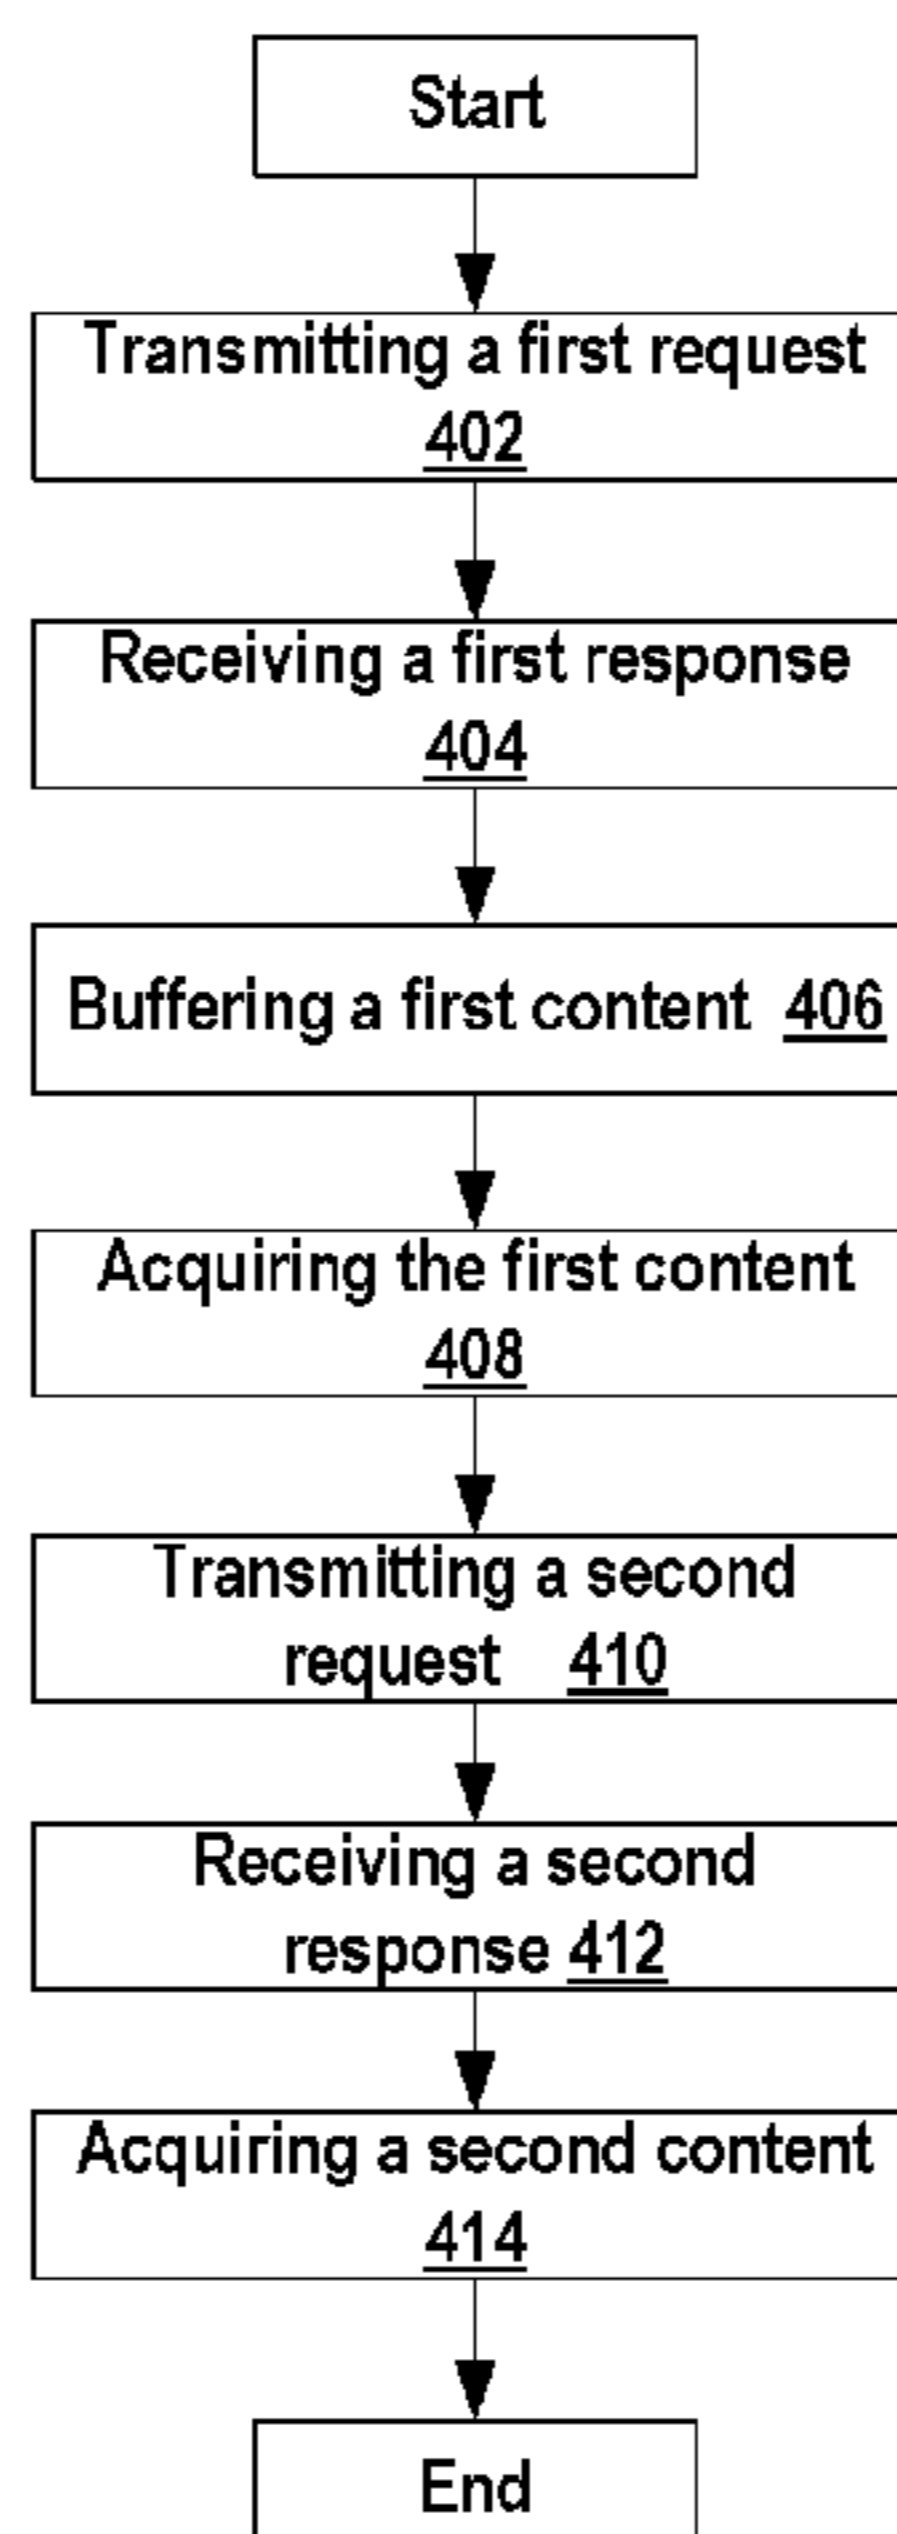 Start
Transmitting a first request
402
Receiving a first response
404
Buffering a first content 406
Acquiring the first content
408
Transmitting a second
request 410
Receiving a second
response 412
Acquiring a second content
414
End